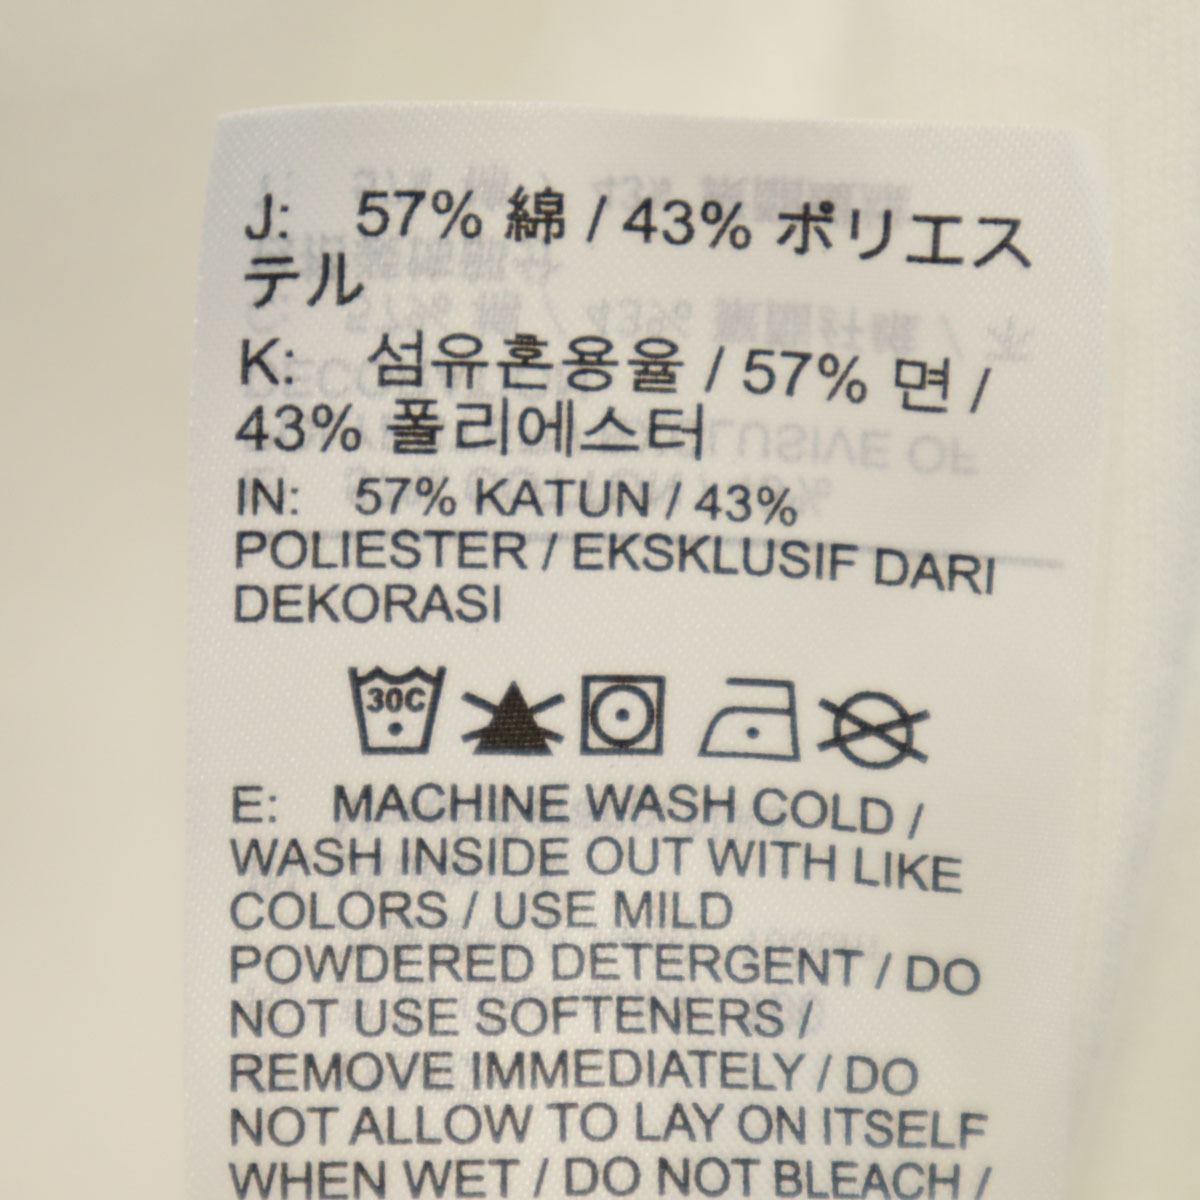 J: 57% 綿 / 43% ポリエス
テル
K: 섬유혼용율 / 57% 면 /
43% 폴리에스터
IN: 57% KATUN / 43%
POLIESTER / EKSKLUSIF DARI
DEKORASI
30C
E: MACHINE WASH COLD /
WASH INSIDE OUT WITH LIKE
COLORS / USE MILD
POWDERED DETERGENT / DO
NOT USE SOFTENERS /
REMOVE IMMEDIATELY / DO
NOT ALLOW TO LAY ON ITSELF
WHEN WET / DO NOT BLEACH /